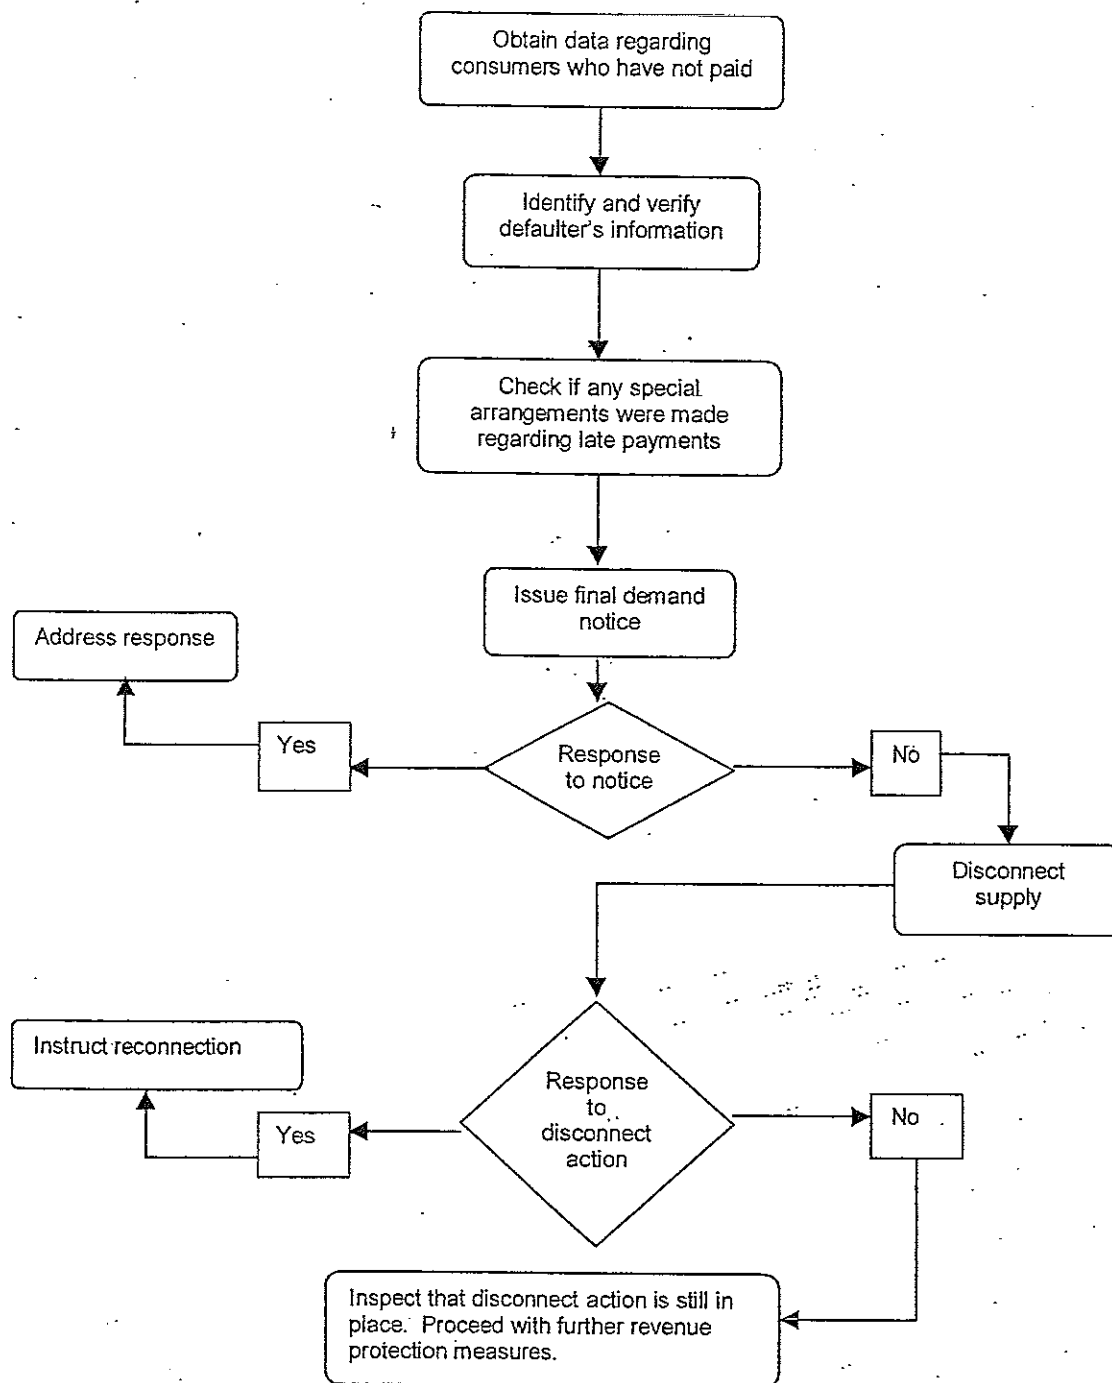 Obtain data regarding
consumers who have not paid
Identify and verify
defaulter's information
Check if any special
arrangements were made
regarding late payments
Issue final demand
notice
Address response
Yes
Response
to notice
No
Disconnect
supply
Instruct reconnection
Yes
Response
to
disconnect
action
No
Inspect that disconnect action is still in
place. Proceed with further revenue
protection measures.